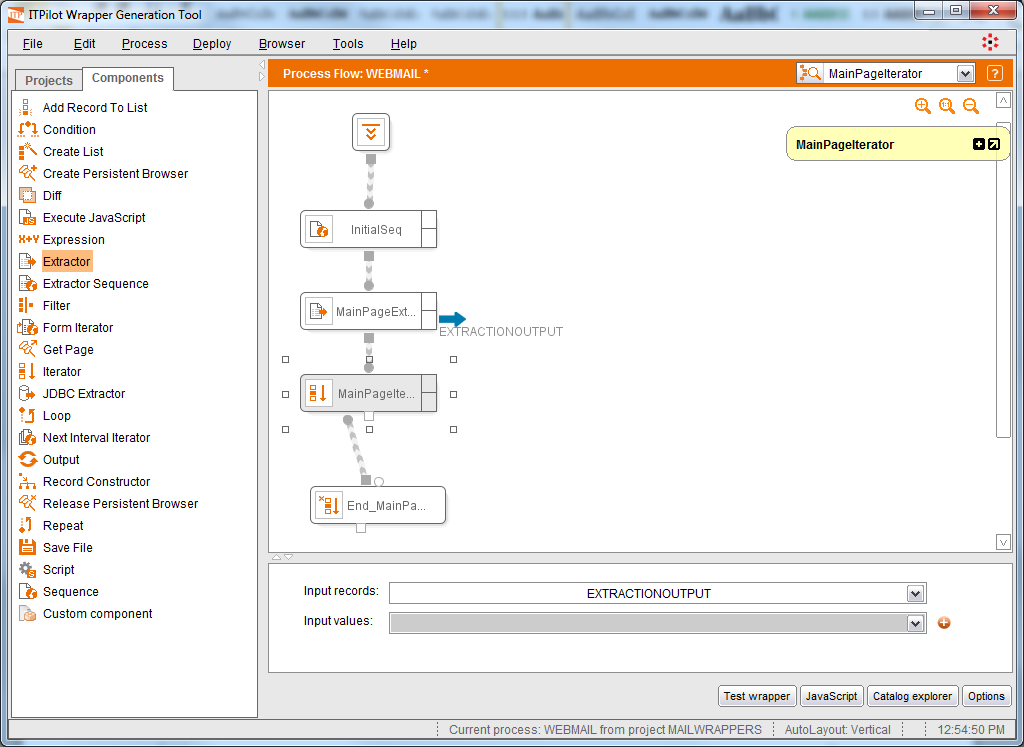 ITPilot Wrapper Generation Tool
File Edit Process Deploy Browser Tools Help
Projects Components
Process Flow: WEBMAIL *
MainPageIterator
?
Add Record To List
Condition
Create List
Create Persistent Browser
Diff
Execute JavaScript
Expression
Extractor
Extractor Sequence
Filter
Form Iterator
Get Page
Iterator
JDBC Extractor
Loop
Next Interval Iterator
Output
Record Constructor
Release Persistent Browser
Repeat
Save File
Script
Sequence
Custom component
MainPageIterator
InitialSeq
MainPageExt...
EXTRACTIONOUTPUT
MainPageIte...
End_MainPa...
Input records: EXTRACTIONOUTPUT
Input values:
Test wrapper JavaScript Catalog explorer Options
Current process: WEBMAIL from project MAILWRAPPERS AutoLayout: Vertical 12:54:50 PM